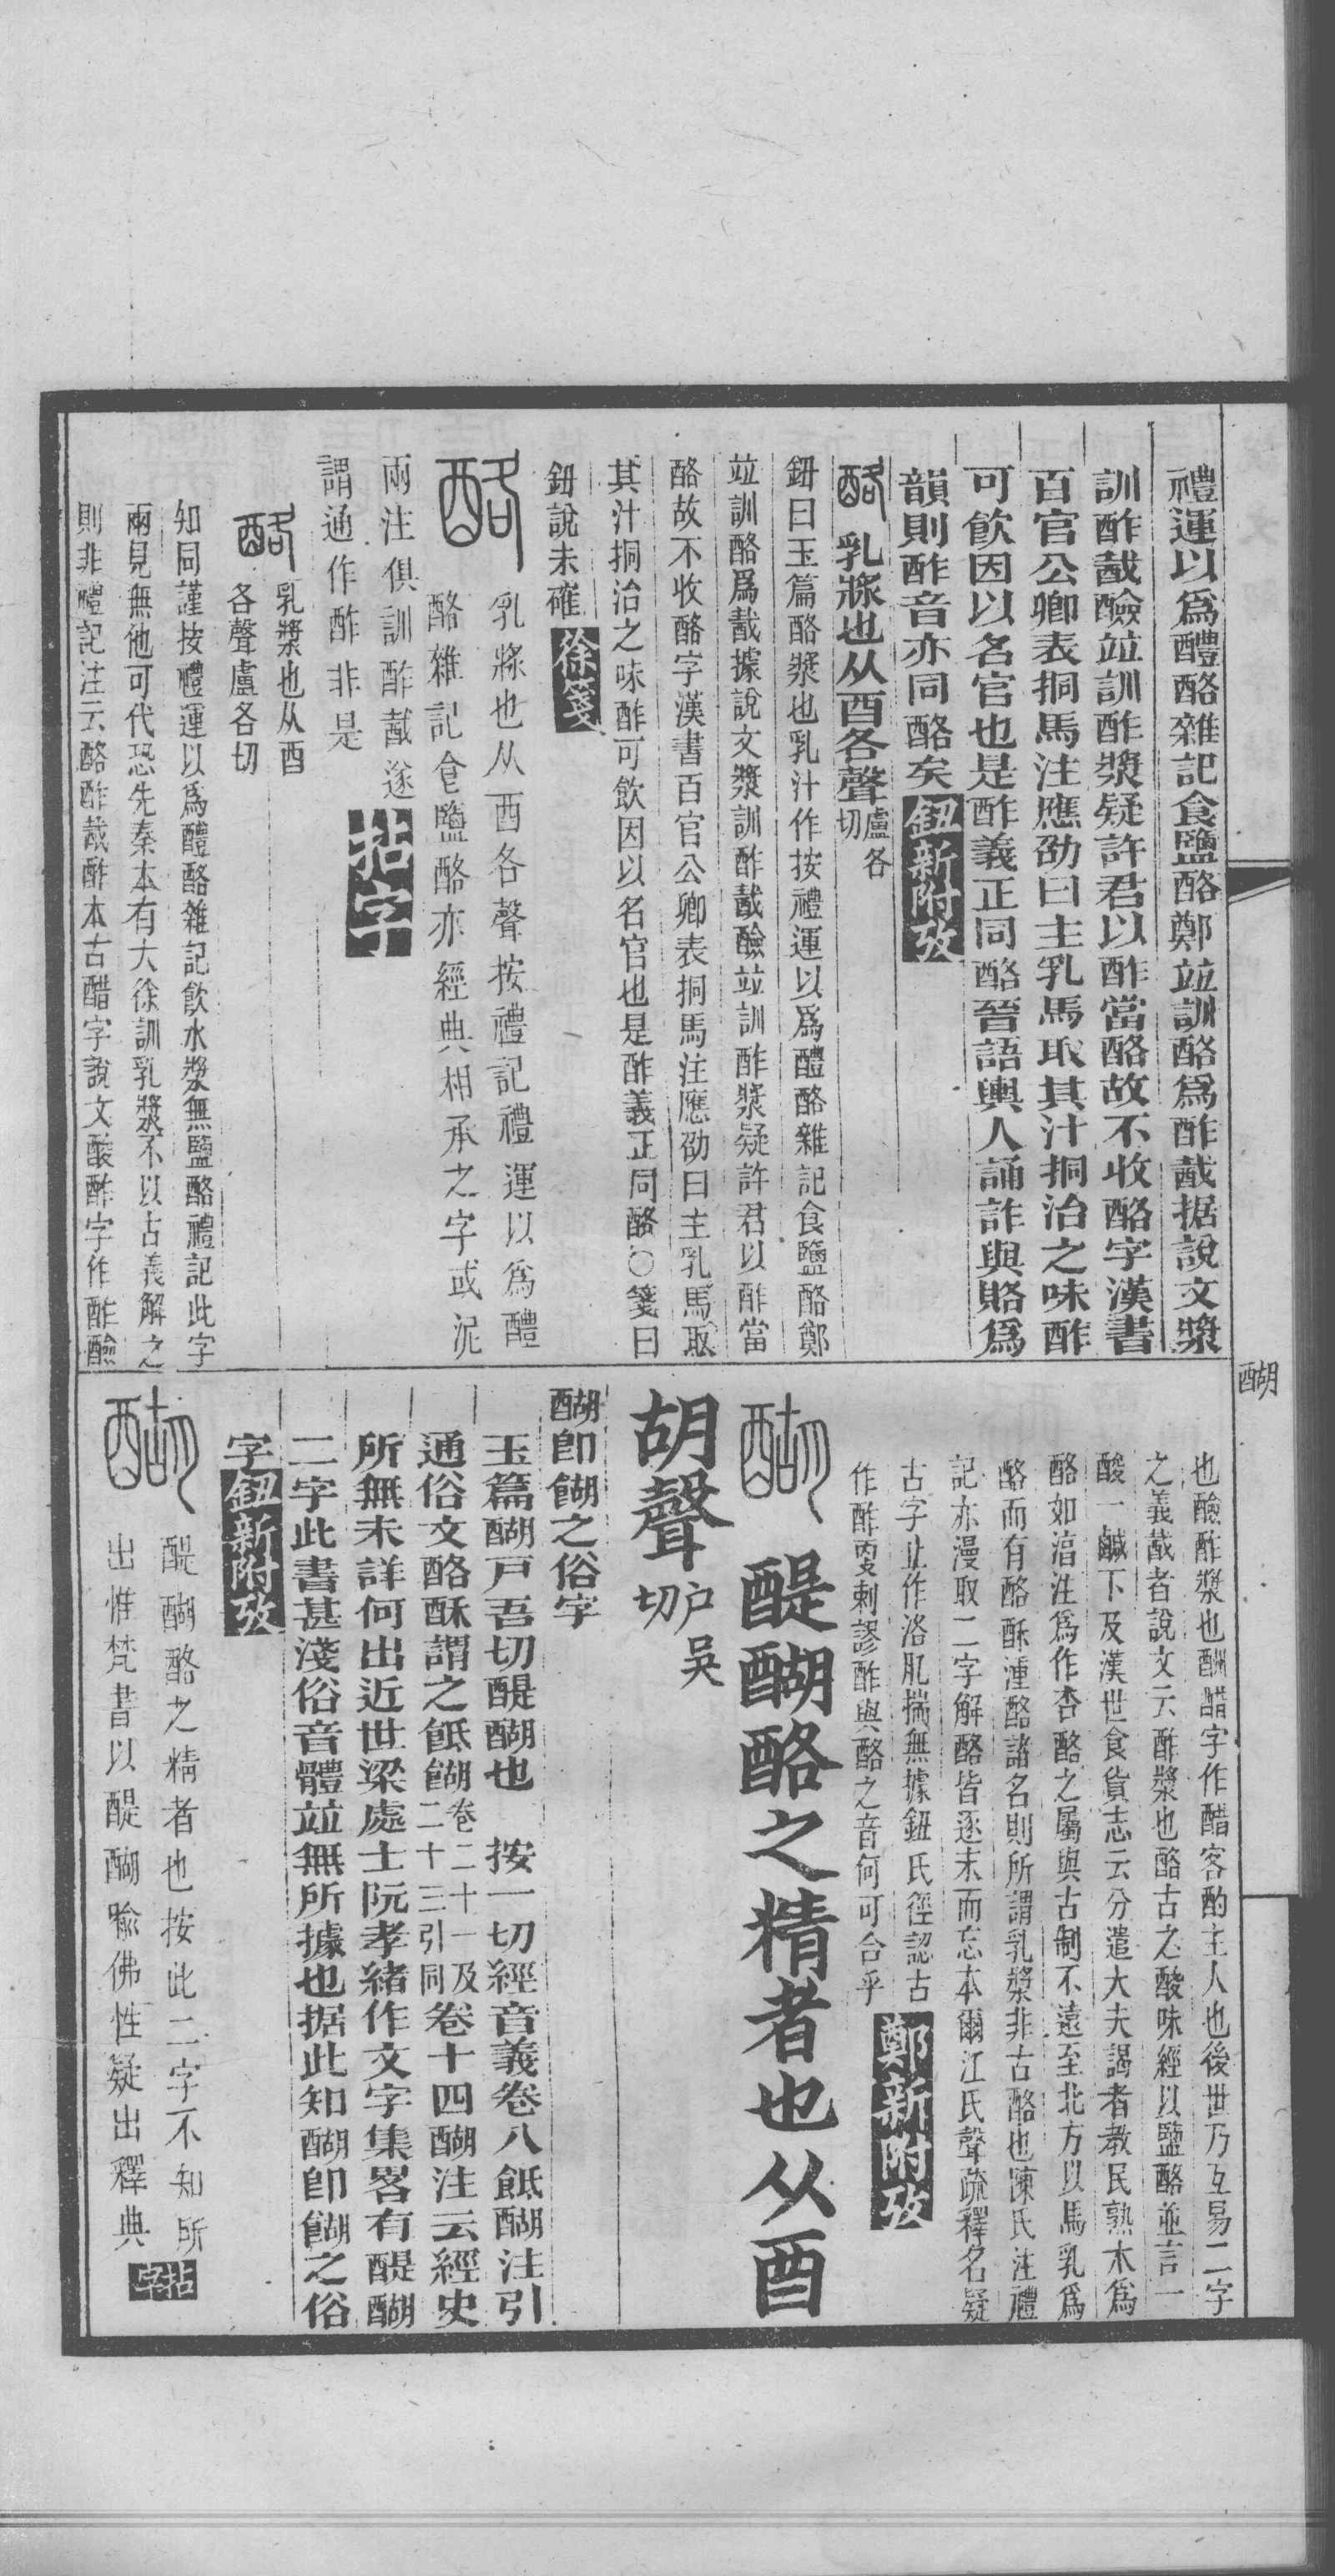 禮運以爲醴酪雜記食鹽酪鄭竝訓酪爲酢胾据說文漿
訓酢胾醶竝訓酢漿疑許君以酢當酪故不收酪字漢書
百官公卿表挏馬注應劭曰主乳馬取其汁挏治之味酢
可飲因以名官也是酢義正同酪晉語輿人誦詐與賂爲
韻則酢音亦同酪矣鈕新附攷
酪 乳漿也从酉各聲盧各切
鈕曰玉篇酪漿也乳汁作按禮運以爲醴酪雜記食鹽酪鄭
竝訓酪爲胾據說文漿訓酢胾醶竝訓酢漿疑許君以酢當
酪故不收酪字漢書百官公卿表挏馬注應劭曰主乳馬取
其汁挏治之味酢可飲因以名官也是酢義正同酪○箋曰
鈕說未確徐箋
酪 乳漿也从酉各聲按禮記禮運以爲醴
酪雜記食鹽酪亦經典相承之字或泥
兩注俱訓酢胾遂
謂通作酢非是拈字
酪 乳漿也从酉
各聲盧各切
知同謹按禮運以爲醴酪雜記飲水漿無鹽酪禮記此字
兩見無他可代恐先秦本有大徐訓乳漿不以古義解之
則非禮記注云酪酢胾酢本古醋字說文酸酢字作酢醶
醐
也醶酢漿也酬醋字作醋客酌主人也後世乃互易二字
之義胾者說文云酢漿也酪古之酸味經以鹽酪並言一
酸一鹹下及漢世食貨志云分遣大夫謁者教民煑木爲
酪如湻注爲作杏酪之屬與古制不遠至北方以馬乳爲
酪而有酪酥湩酪諸名則所謂乳漿非古酪也陳氏注禮
記亦漫取二字解酪皆逐末而忘本爾江氏聲疏釋名疑
古字止作洛肊揣無據鈕氏徑認古
作酢叓剌謬酢與酪之音何可合乎鄭新附攷
醐 醍醐酪之精者也从酉
胡聲戶吳切
醐卽餬之俗字
玉篇醐戸吾切醍醐也 按一切經音義卷八䬫醐注引
通俗文酪酥謂之䬫餬卷二十一及二十三引同卷十四醐注云經史
所無未詳何出近世梁處士阮孝緒作文字集畧有醍醐
二字此書甚淺俗音體竝無所據也据此知醐卽餬之俗
字鈕新附攷
醐 醍醐酪之精者也按此二字不知所
出惟梵書以醍醐喻佛性疑出釋典拈字